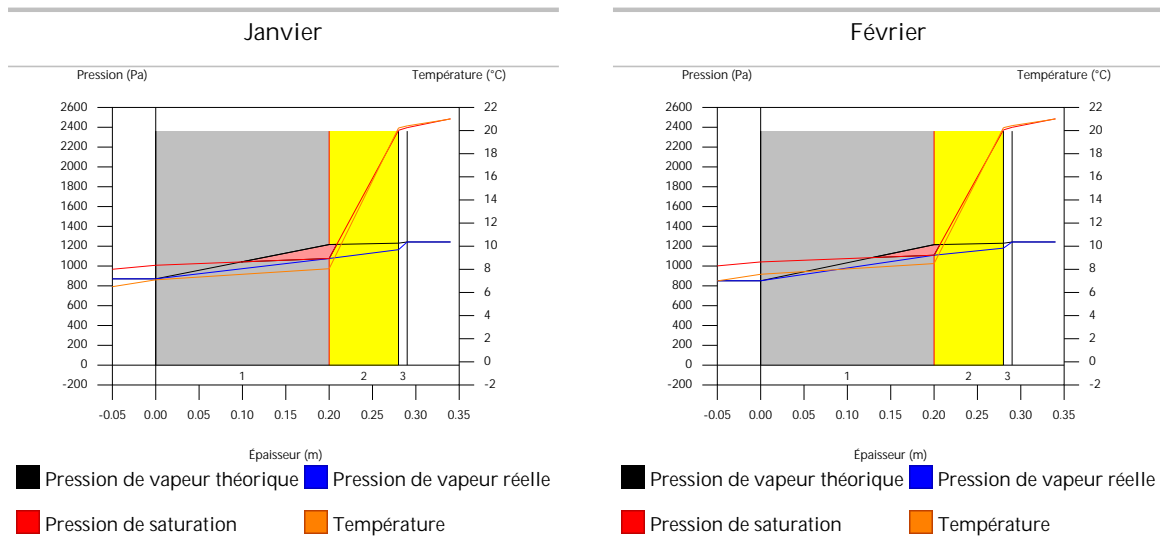 Janvier
Pression (Pa) Température (°C)
2600 22
2400 20
2200
2000 18
1800 16
1600 14
1400 12
1200 10
1000 8
800 6
600 4
400 2
200
0 0
-200 -2
1 2 3
-0.05 0.00 0.05 0.10 0.15 0.20 0.25 0.30 0.35
Épaisseur (m)
Pression de vapeur théorique Pression de vapeur réelle
Pression de saturation Température
Février
Pression (Pa) Température (°C)
2600 22
2400 20
2200
2000 18
1800 16
1600 14
1400 12
1200 10
1000 8
800 6
600 4
400 2
200
0 0
-200 -2
1 2 3
-0.05 0.00 0.05 0.10 0.15 0.20 0.25 0.30 0.35
Épaisseur (m)
Pression de vapeur théorique Pression de vapeur réelle
Pression de saturation Température